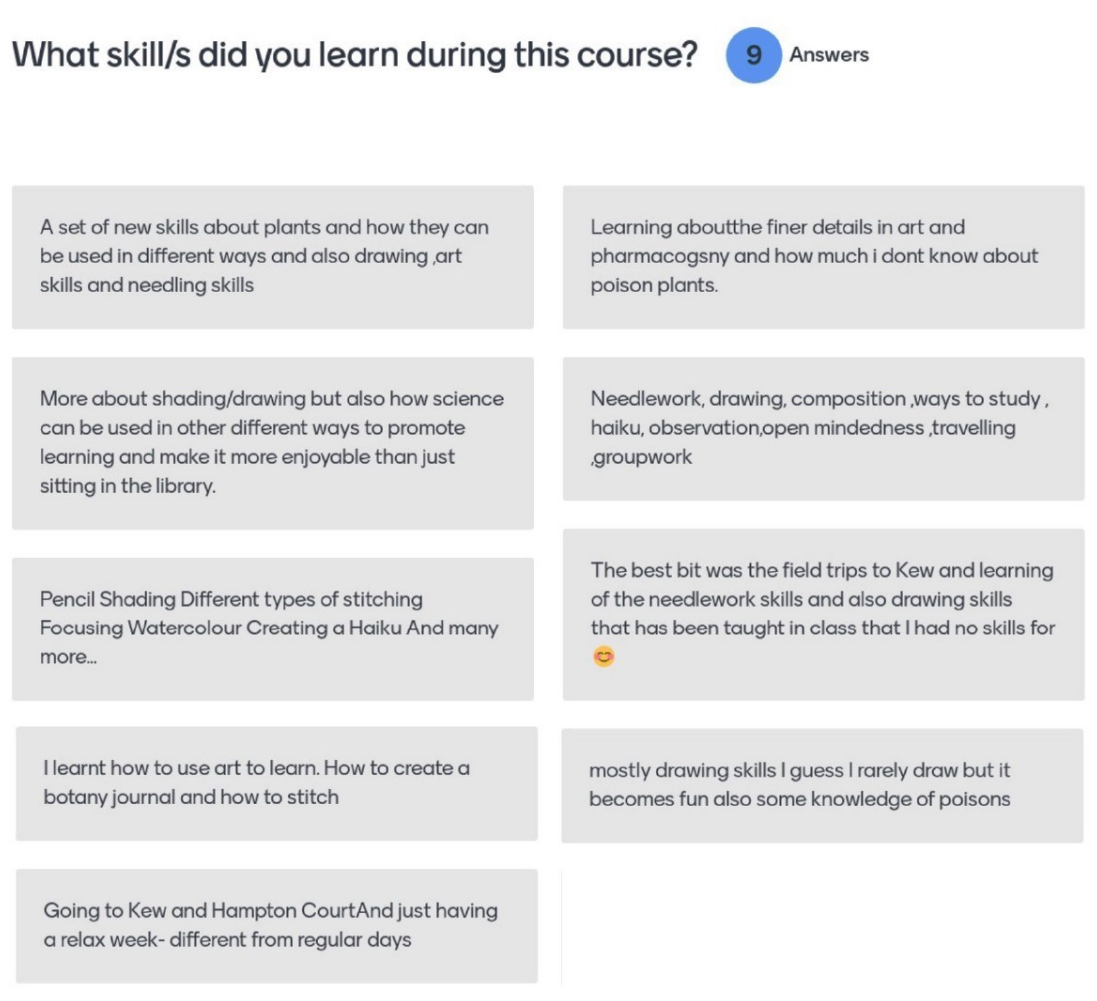 What skill/s did you learn during this course?
9 Answers
A set of new skills about plants and how they can
be used in different ways and also drawing ,art
skills and needling skills
Learning aboutthe finer details in art and
pharmacogsny and how much i dont know about
poison plants.
More about shading/drawing but also how science
can be used in other different ways to promote
learning and make it more enjoyable than just
sitting in the library.
Needlework, drawing, composition ,ways to study ,
haiku, observation,open mindedness ,travelling
,groupwork
Pencil Shading Different types of stitching
Focusing Watercolour Creating a Haiku And many
more...
The best bit was the field trips to Kew and learning
of the needlework skills and also drawing skills
that has been taught in class that I had no skills for
😊
I learnt how to use art to learn. How to create a
botany journal and how to stitch
mostly drawing skills I guess I rarely draw but it
becomes fun also some knowledge of poisons
Going to Kew and Hampton CourtAnd just having
a relax week- different from regular days